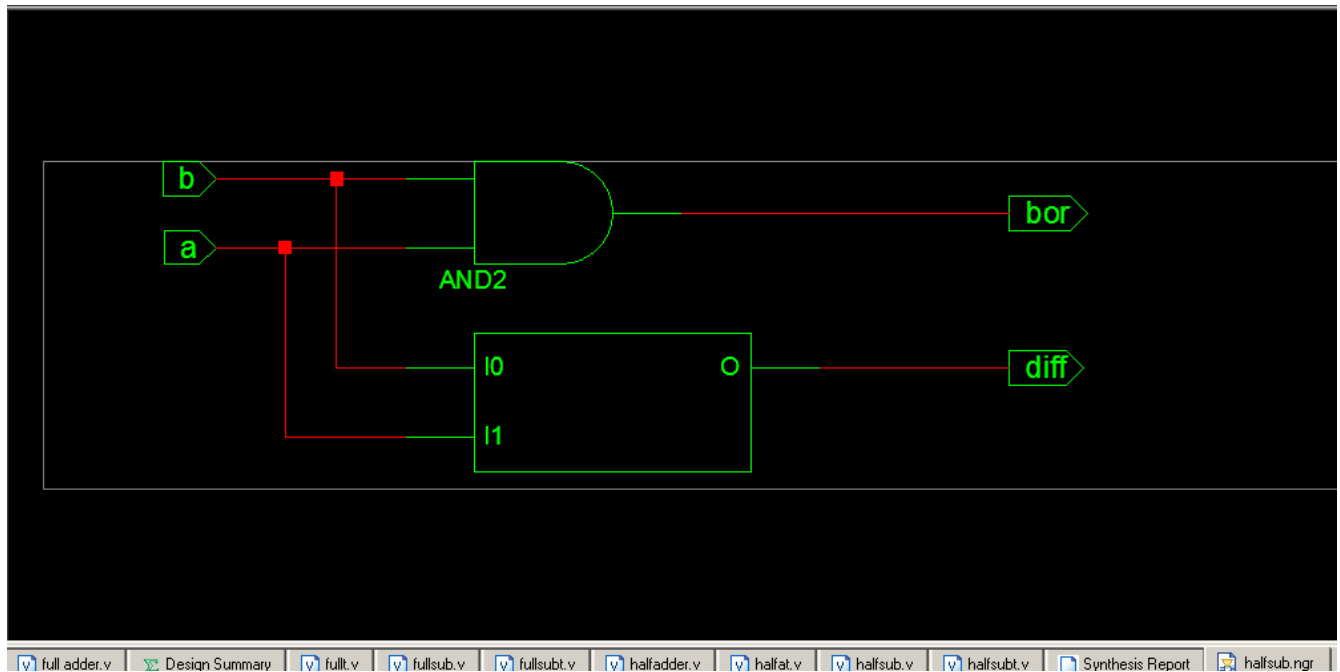 b
bor
a
AND2
I0 O
diff
I1
full adder.v Design Summary fullt.v fullsub.v fullsubt.v halfadder.v halfat.v halfsub.v halfsubt.v Synthesis Report halfsub.ngr